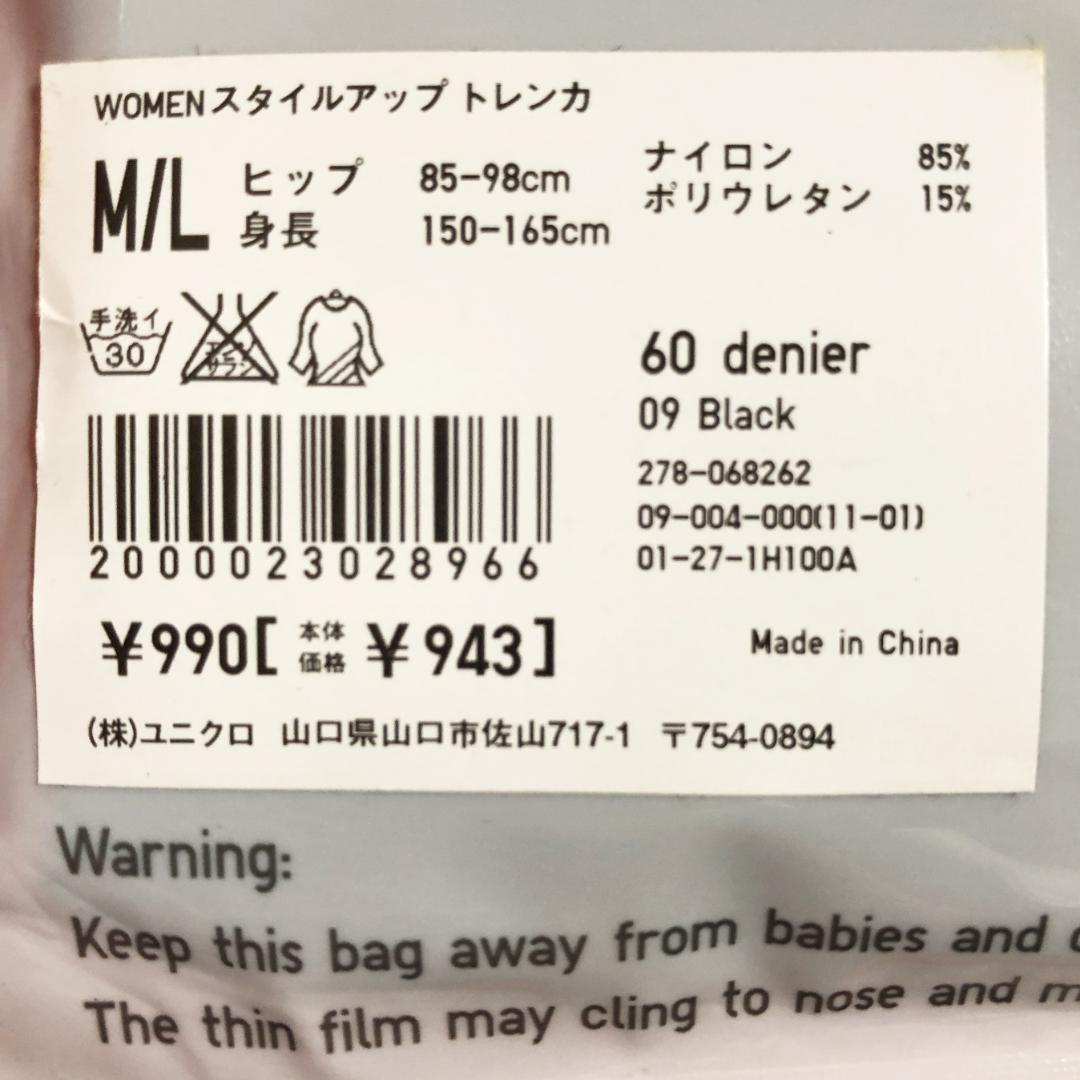 WOMENスタイルアップ トレンカ
M/L ヒップ 85-98cm
身長 150-165cm
ナイロン 85%
ポリウレタン 15%
手洗イ
30
60 denier
09 Black
278-068262
09-004-000(11-01)
01-27-1H100A
2000023028966
¥990[本体価格 ¥943]
Made in China
(株)ユニクロ 山口県山口市佐山717-1 〒754-0894
Warning:
Keep this bag away from babies and
The thin film may cling to nose and